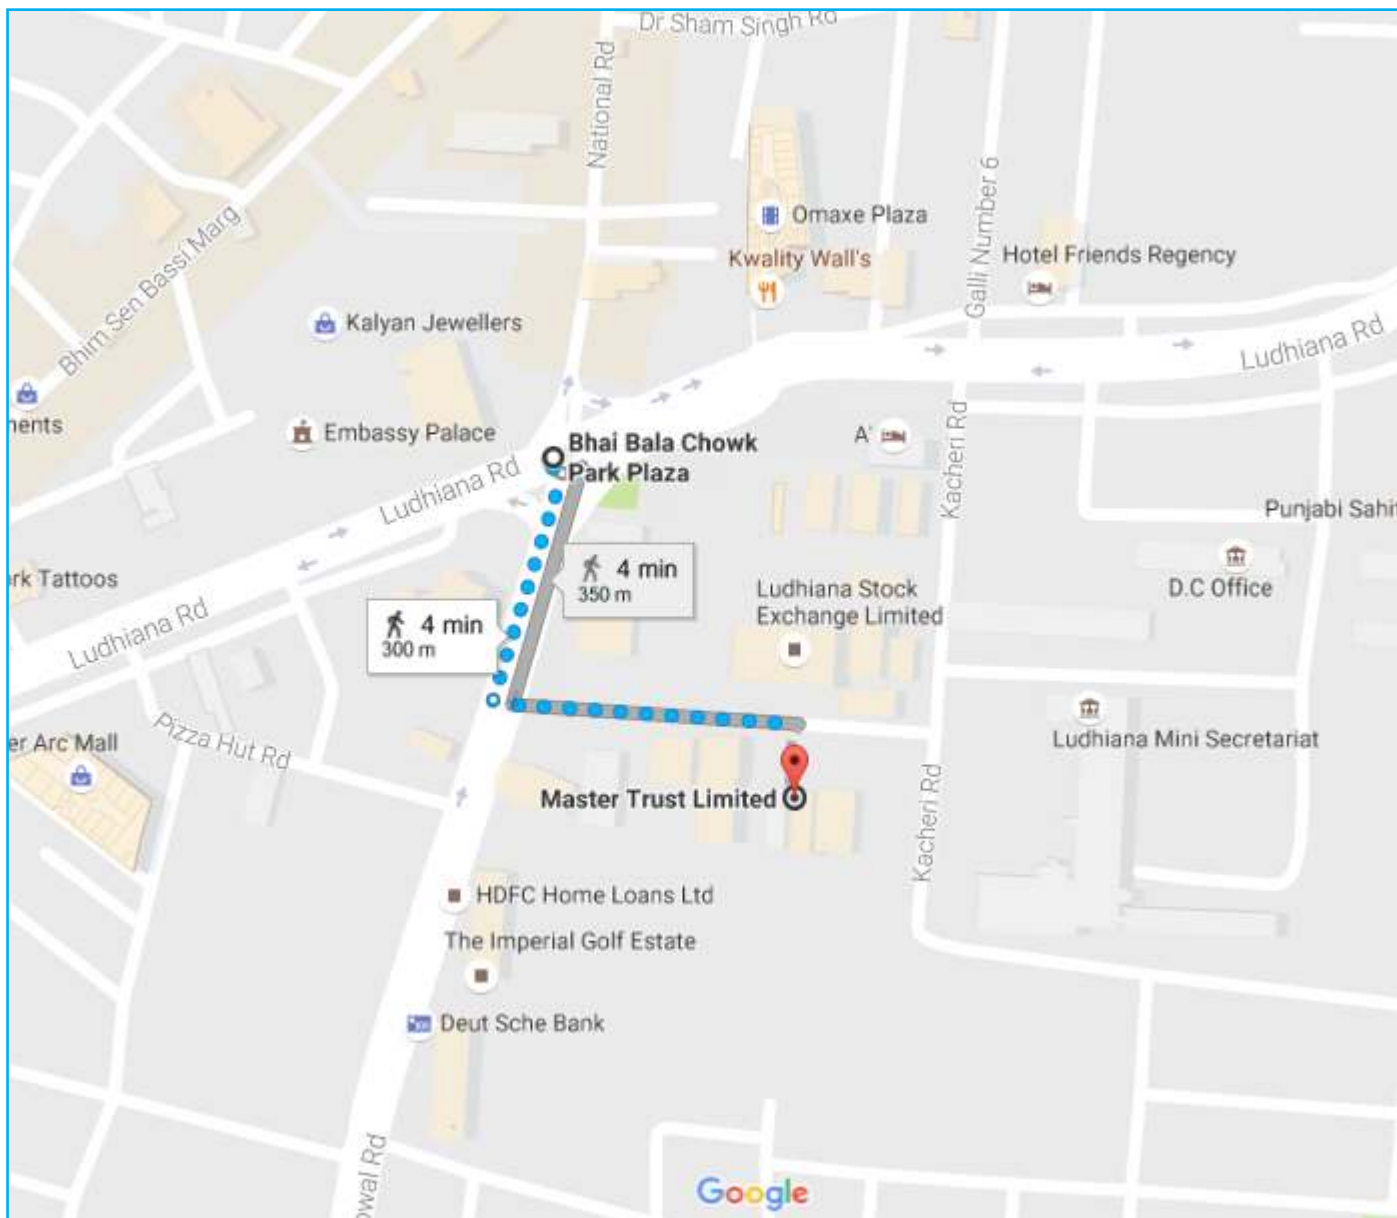 Dr Sham Singh Rd
National Rd
Omaxe Plaza
Kwality Wall's
Galli Number 6
Hotel Friends Regency
Bhim Sen Bassi Marg
Kalyan Jewellers
Ludhiana Rd
ments
Embassy Palace
Bhai Bala Chowk
Park Plaza
A'
Kacheri Rd
Ludhiana Rd
Punjabi Sahit
rk Tattoos
4 min
350 m
D.C Office
Ludhiana Stock
Exchange Limited
4 min
300 m
Ludhiana Rd
Pizza Hut Rd
er Arc Mall
Ludhiana Mini Secretariat
Master Trust Limited
Kacheri Rd
HDFC Home Loans Ltd
The Imperial Golf Estate
Deut Sche Bank
owal Rd
Google